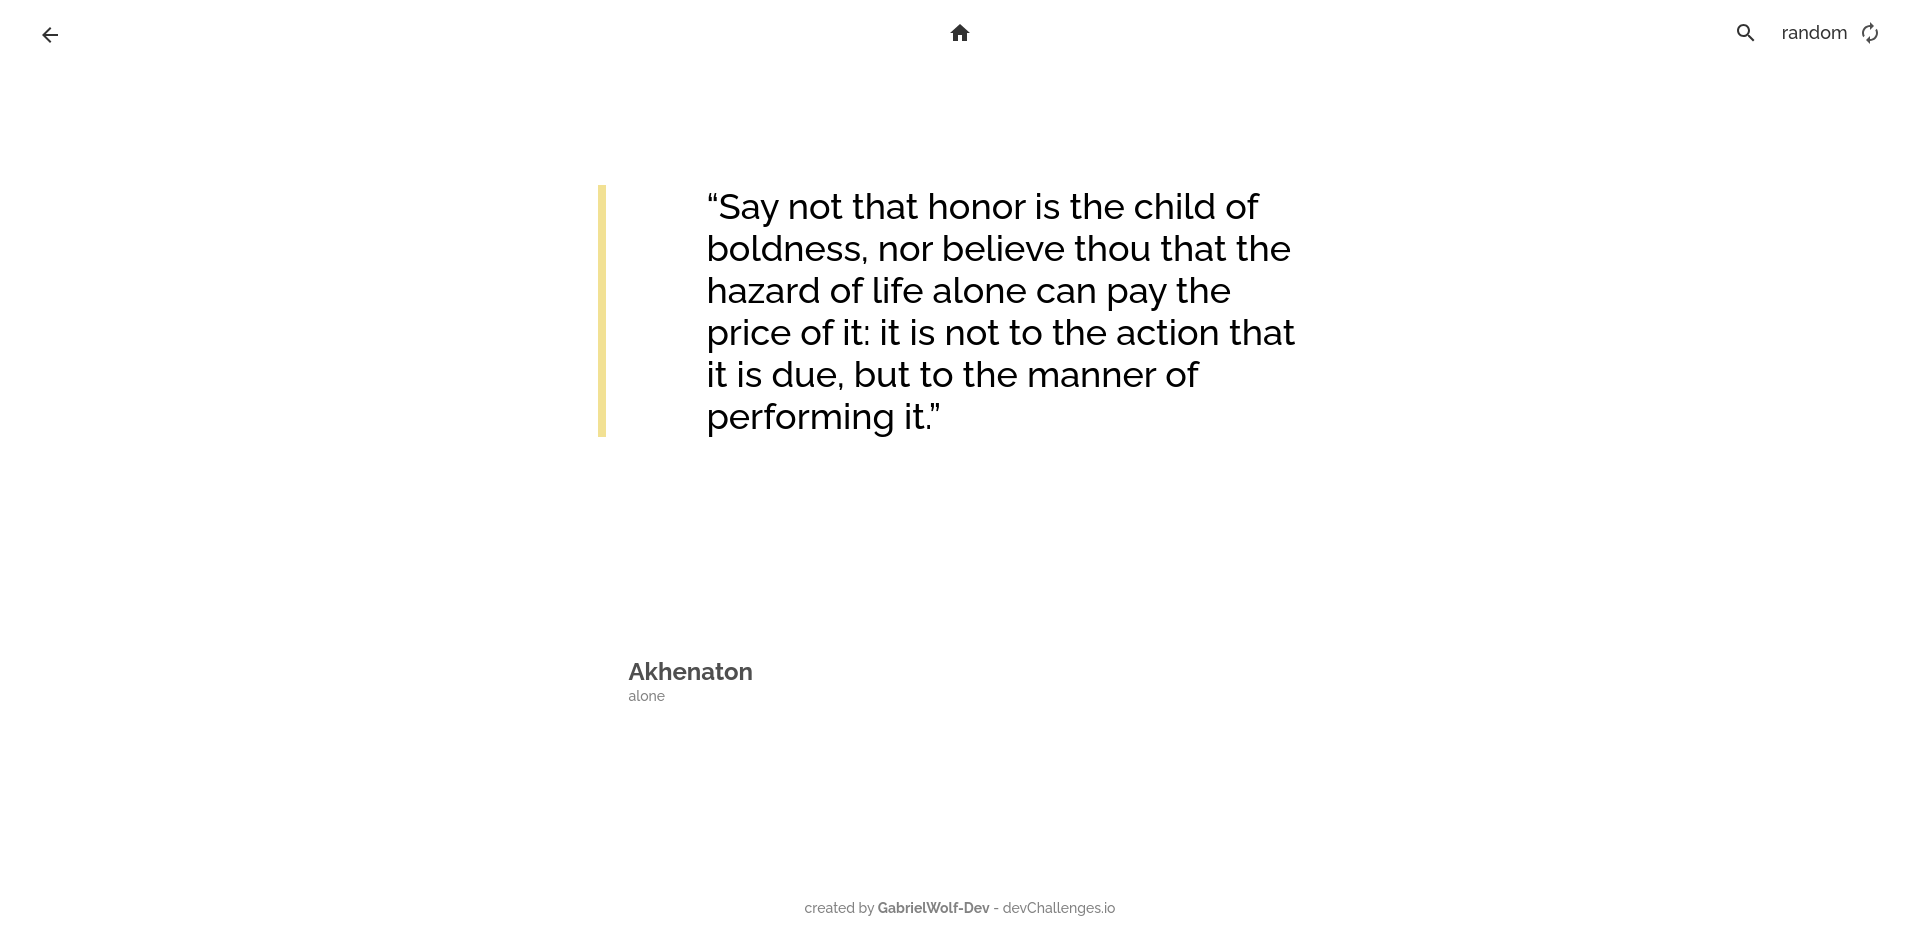 random
“Say not that honor is the child of
boldness, nor believe thou that the
hazard of life alone can pay the
price of it: it is not to the action that
it is due, but to the manner of
performing it.”
Akhenaton
alone
created by GabrielWolf-Dev - devChallenges.io